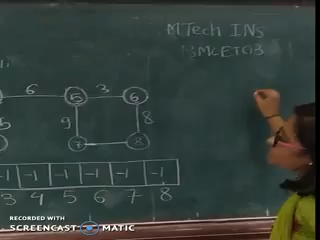 MTech INs
6 5 3 6
5 9 8
7 8
-1 -1 -1 -1 -1 -1
3 4 5 6 7 8
RECORDED WITH
SCREENCAST MATIC